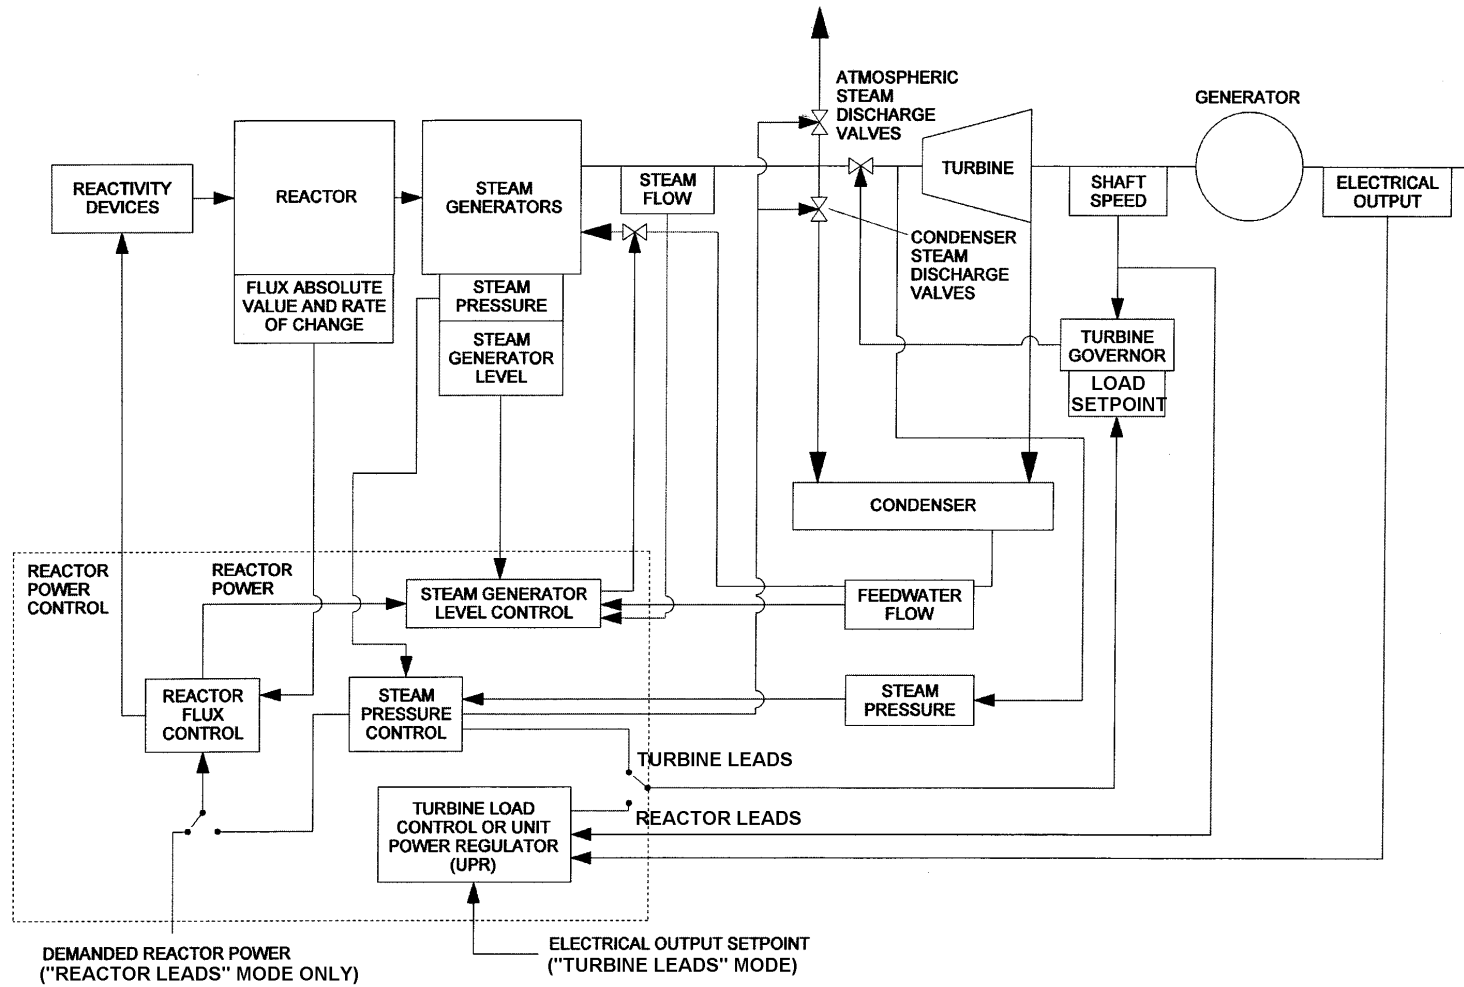 ATMOSPHERIC
STEAM
DISCHARGE
VALVES
GENERATOR
REACTIVITY
DEVICES
REACTOR
STEAM
GENERATORS
STEAM
FLOW
TURBINE
SHAFT
SPEED
ELECTRICAL
OUTPUT
CONDENSER
STEAM
DISCHARGE
VALVES
FLUX ABSOLUTE
VALUE AND RATE
OF CHANGE
STEAM
PRESSURE
STEAM
GENERATOR
LEVEL
TURBINE
GOVERNOR
LOAD
SETPOINT
CONDENSER
REACTOR
POWER
CONTROL
REACTOR
POWER
STEAM GENERATOR
LEVEL CONTROL
FEEDWATER
FLOW
REACTOR
FLUX
CONTROL
STEAM
PRESSURE
CONTROL
STEAM
PRESSURE
TURBINE LEADS
TURBINE LOAD
CONTROL OR UNIT
POWER REGULATOR
(UPR)
REACTOR LEADS
DEMANDED REACTOR POWER
("REACTOR LEADS" MODE ONLY)
ELECTRICAL OUTPUT SETPOINT
("TURBINE LEADS" MODE)